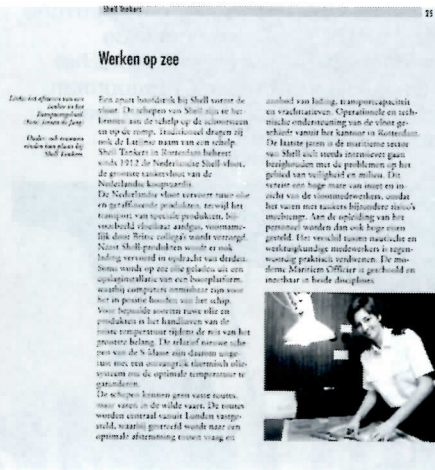 Shell Tankers 25
Werken op zee
Links: het afmeren van een
tanker in het
Europoortgebied.
(Foto: Jeroen de Jong)
Onder: ook vrouwen
vinden een plaats bij
Shell Tankers.
Een apart hoofdstuk bij Shell vormt de
vloot. De schepen van Shell zijn te her-
kennen aan de schelp op de schoorsteen
en op de romp. Traditioneel dragen zij
ook de Latijnse naam van een schelp.
Shell Tankers in Rotterdam beheert
sinds 1912 de Nederlandse Shell-vloot,
de grootste tankervloot van de
Nederlandse koopvaardij.
De Nederlandse vloot vervoert ruwe olie
en geraffineerde produkten, terwijl het
transport van speciale produkten, bij-
voorbeeld vloeibaar aardgas, voorname-
lijk door Britse collega's wordt verzorgd.
Naast Shell-produkten wordt er ook
lading vervoerd in opdracht van derden.
Soms wordt op zee olie geladen uit een
opslaginstallatie van een boorplatform,
waarbij computers onmisbaar zijn voor
het in positie houden van het schip.
Voor bepaalde soorten ruwe olie en
produkten is het handhaven van de
juiste temperatuur tijdens de reis van het
grootste belang. De relatief nieuwe sche-
pen van de S-klasse zijn daarom uitge-
rust met een omvangrijk thermisch olie-
systeem om de optimale temperatuur te
garanderen.
De schepen kennen geen vaste routes,
maar varen in de wilde vaart. De routes
worden centraal vanuit Londen vastge-
steld, waarbij gestreefd wordt naar een
optimale afstemming tussen vraag en
aanbod van lading, transportcapaciteit
en vrachttarieven. Operationele en tech-
nische ondersteuning van de vloot ge-
schiedt vanuit het kantoor in Rotterdam.
De laatste jaren is de maritieme sector
van Shell zich steeds intensiever gaan
bezighouden met de problemen op het
gebied van veiligheid en milieu. Dit
vereist een hoge mate van inzet en in-
zicht van de vlootmedewerkers, omdat
het varen met tankers bijzondere risico's
meebrengt. Aan de opleiding van het
personeel worden dan ook hoge eisen
gesteld. Het verschil tussen nautische en
werktuigkundige medewerkers is tegen-
woordig praktisch verdwenen. De mo-
derne Maritiem Officier is geschoold en
inzetbaar in beide disciplines.